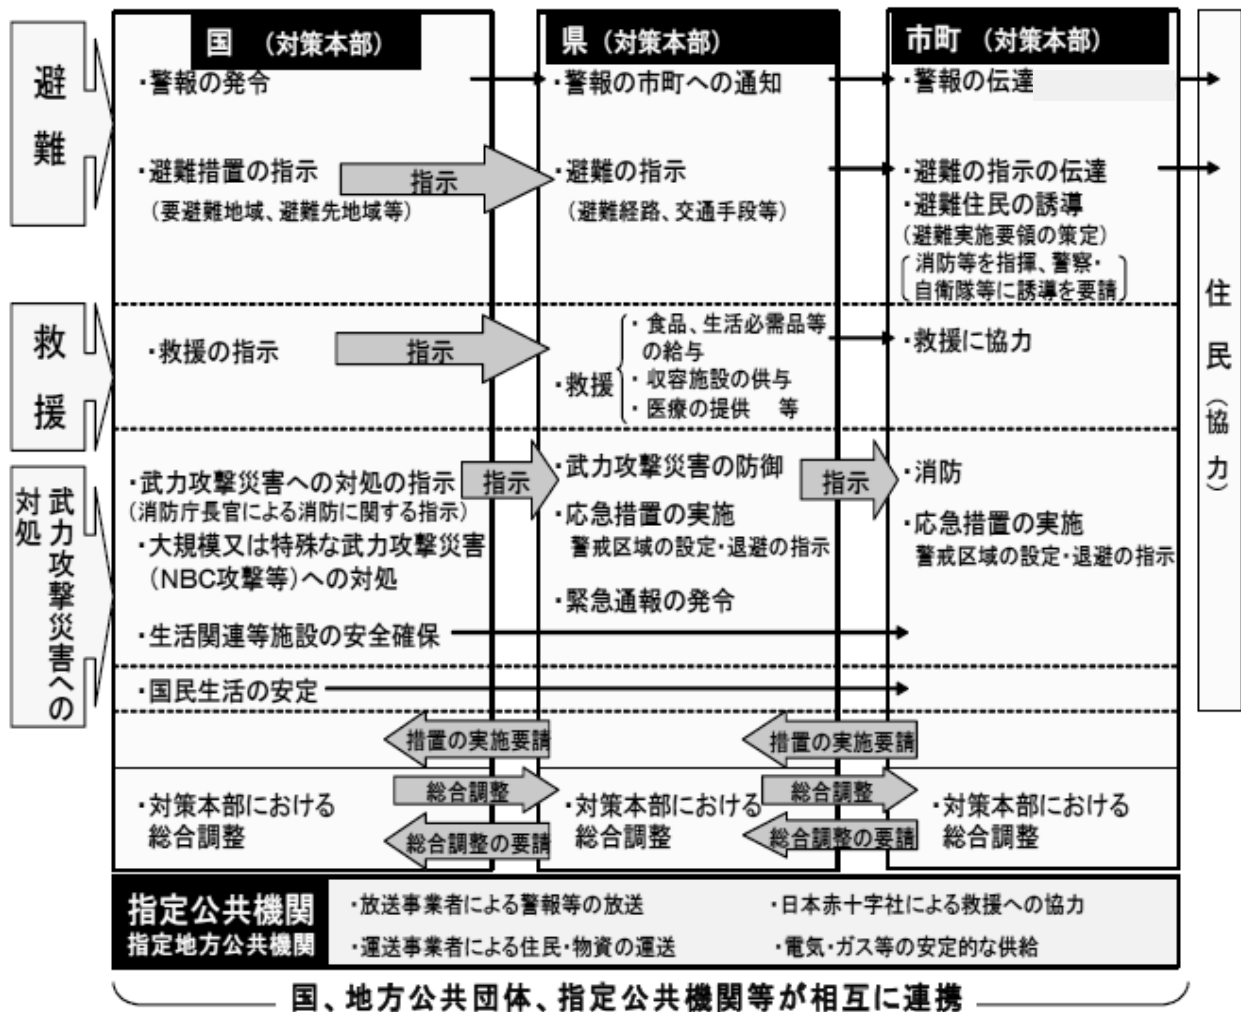 避難
国 （対策本部）
・警報の発令
・避難措置の指示
（要避難地域、避難先地域等）
指示
県（対策本部）
・警報の市町への通知
・避難の指示
（避難経路、交通手段等）
市町（対策本部）
・警報の伝達
・避難の指示の伝達
・避難住民の誘導
（避難実施要領の策定）
消防等を指揮、警察・
自衛隊等に誘導を要請
住民（協力）
救援
・救援の指示
指示
・救援
・食品、生活必需品等
の給与
・収容施設の供与
・医療の提供 等
・救援に協力
武力攻撃災害への
対処
・武力攻撃災害への対処の指示
（消防庁長官による消防に関する指示）
・大規模又は特殊な武力攻撃災害
（NBC攻撃等）への対処
・生活関連等施設の安全確保
指示
・武力攻撃災害の防御
・応急措置の実施
警戒区域の設定・退避の指示
・緊急通報の発令
指示
・消防
・応急措置の実施
警戒区域の設定・退避の指示
・国民生活の安定
措置の実施要請
措置の実施要請
・対策本部における
総合調整
総合調整
総合調整の要請
・対策本部における
総合調整
総合調整
総合調整の要請
・対策本部における
総合調整
指定公共機関
指定地方公共機関
・放送事業者による警報等の放送
・日本赤十字社による救援への協力
・運送事業者による住民・物資の運送
・電気・ガス等の安定的な供給
国、地方公共団体、指定公共機関等が相互に連携